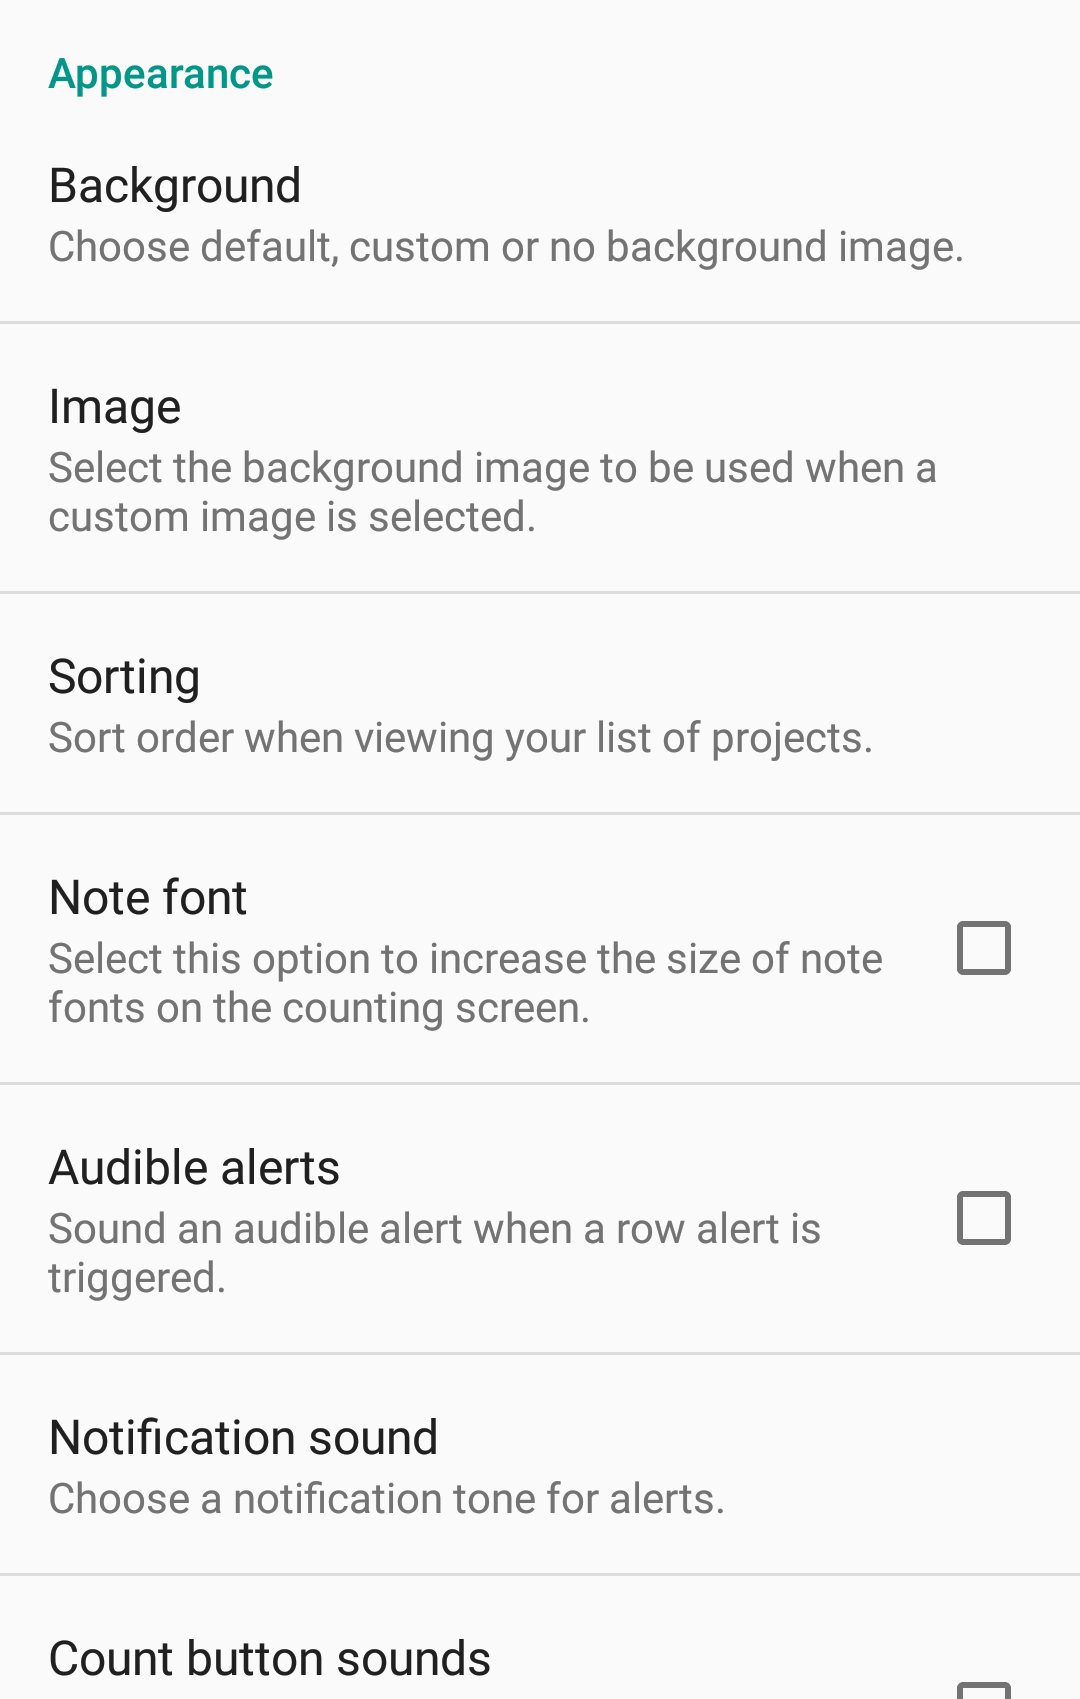 Appearance
Background
Choose default, custom or no background image.
Image
Select the background image to be used when a
custom image is selected.
Sorting
Sort order when viewing your list of projects.
Note font
Select this option to increase the size of note
fonts on the counting screen.
Audible alerts
Sound an audible alert when a row alert is
triggered.
Notification sound
Choose a notification tone for alerts.
Count button sounds